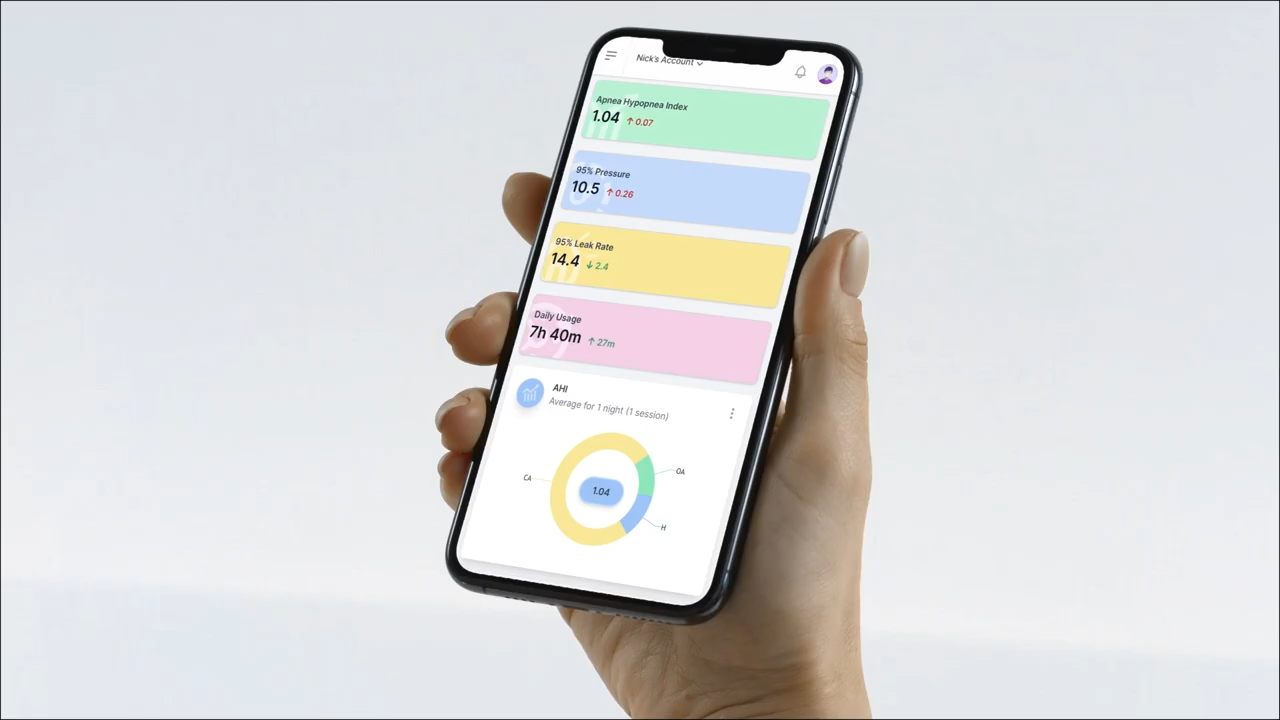 Nick's Account
Apnea Hypopnea Index
1.04 ↑ 0.07
95% Pressure
10.5 ↑ 0.26
95% Leak Rate
14.4 ↓ 2.4
Daily Usage
7h 40m ↑ 27m
AHI
Average for 1 night (1 session)
OA
CA
1.04
H